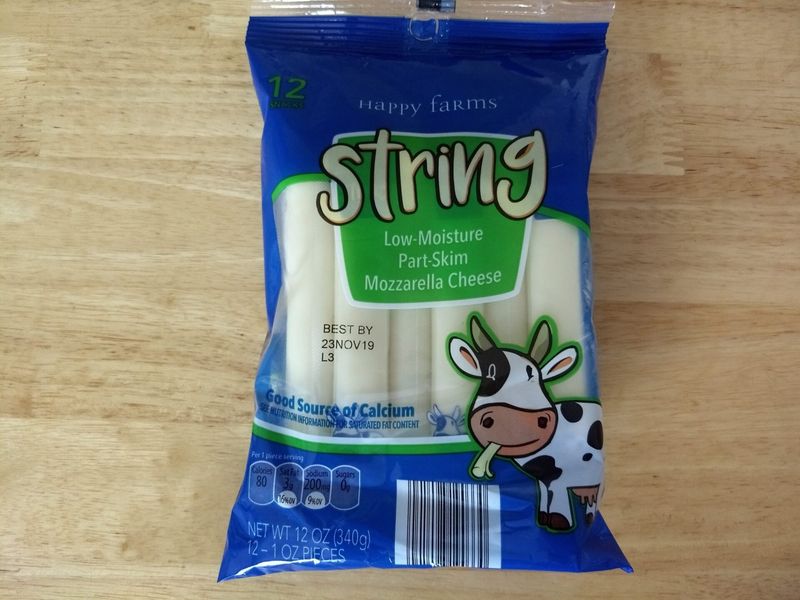 12
SNACKS
Happy Farms
string
Low-Moisture
Part-Skim
Mozzarella Cheese
BEST BY
23NOV19
L3
Good Source of Calcium
SEE NUTRITION INFORMATION FOR SATURATED FAT CONTENT
Per 1 piece serving
Calories Sat Fat Sodium Sugars
80 3g 200mg 0g
16% DV 9% DV
NET WT 12 OZ (340g)
12 – 1 OZ PIECES